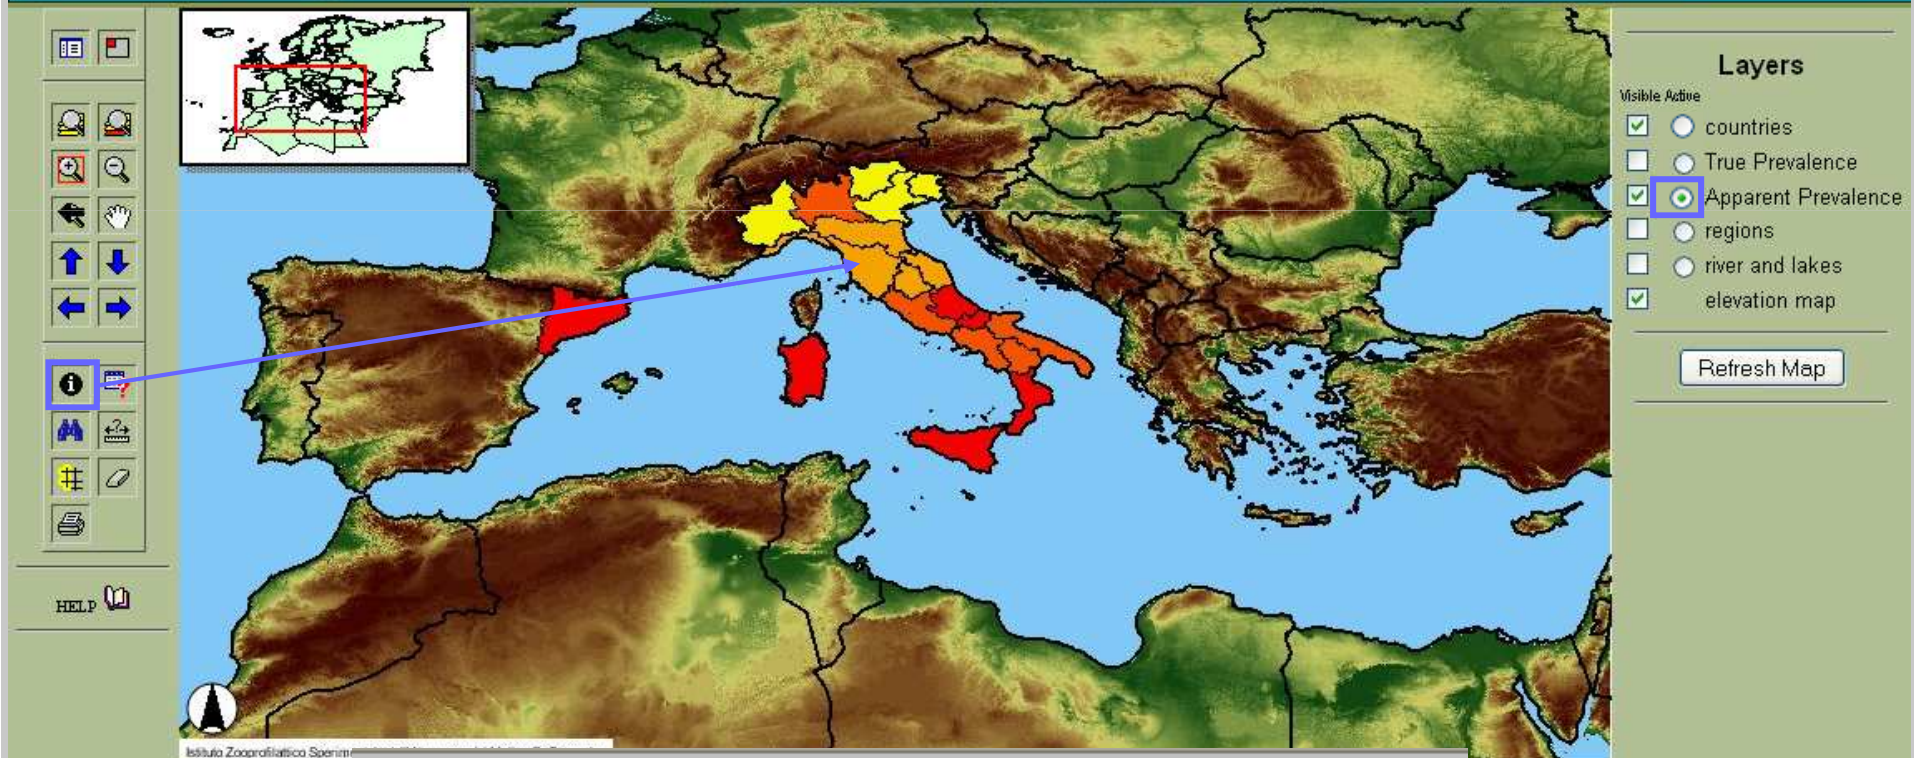 Layers
Visible Active
countries
True Prevalence
Apparent Prevalence
regions
river and lakes
elevation map
Refresh Map
HELP
Istituto Zooprofilattico Sperim